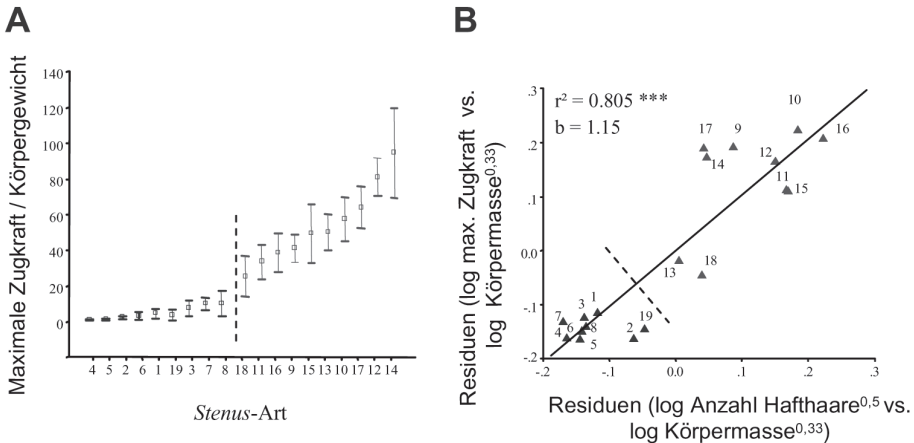 A
Maximale Zugkraft / Körpergewicht
140
120
100
80
60
40
20
0
4 5 2 6 1 19 3 7 8 18 11 16 9 15 13 10 17 12 14
Stenus-Art
B
Residuen (log max. Zugkraft vs.
log Körpermasse0,33)
.3
.2
.1
0.0
-0.1
-0.2
r² = 0.805 ***
b = 1.15
10
17
9
16
12
14
11
15
13
18
3
1
7
19
6
8
4
2
5
-0.2 -.1 0.0 .1 .2 .3
Residuen (log Anzahl Hafthaare0,5 vs.
log Körpermasse0,33)